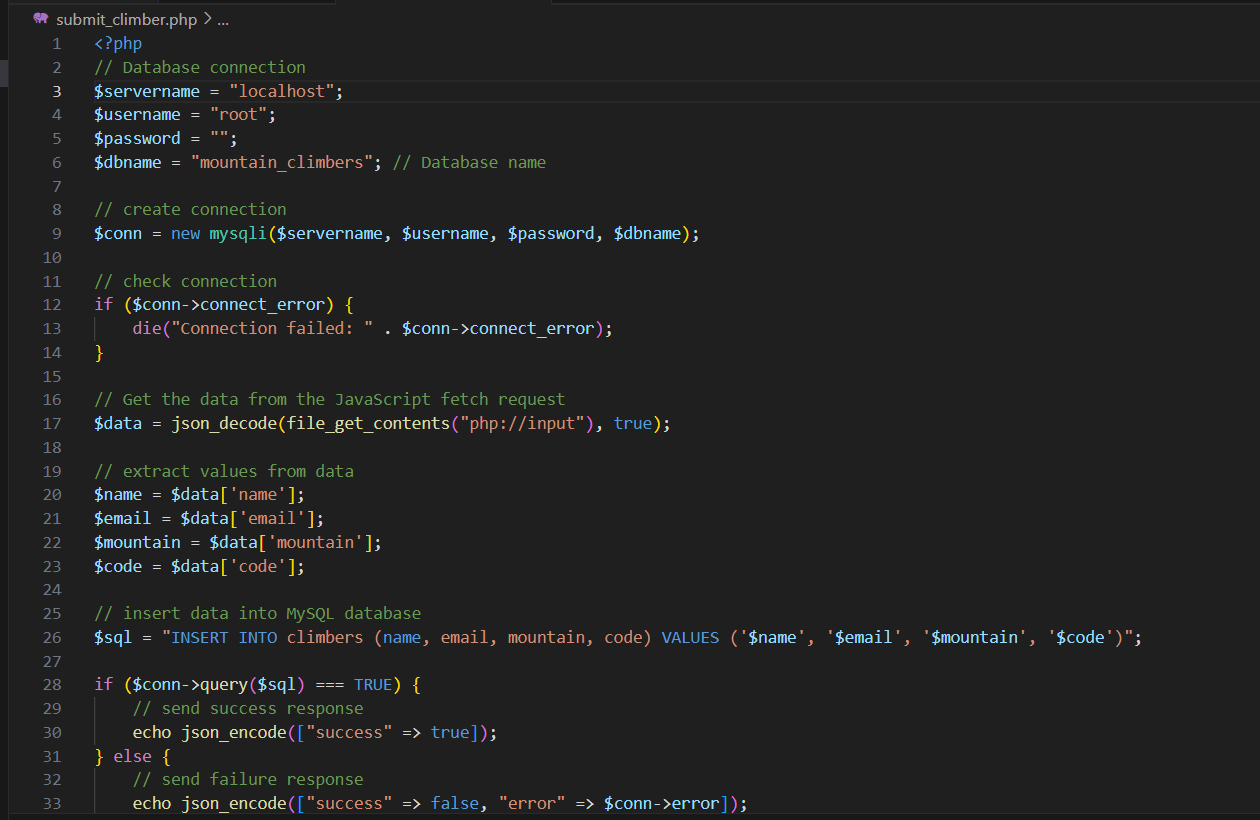 submit_climber.php > ...
1 <?php
2 // Database connection
3 $servername = "localhost";
4 $username = "root";
5 $password = "";
6 $dbname = "mountain_climbers"; // Database name
7
8 // create connection
9 $conn = new mysqli($servername, $username, $password, $dbname);
10
11 // check connection
12 if ($conn->connect_error) {
13     die("Connection failed: " . $conn->connect_error);
14 }
15
16 // Get the data from the JavaScript fetch request
17 $data = json_decode(file_get_contents("php://input"), true);
18
19 // extract values from data
20 $name = $data['name'];
21 $email = $data['email'];
22 $mountain = $data['mountain'];
23 $code = $data['code'];
24
25 // insert data into MySQL database
26 $sql = "INSERT INTO climbers (name, email, mountain, code) VALUES ('$name', '$email', '$mountain', '$code')";
27
28 if ($conn->query($sql) === TRUE) {
29     // send success response
30     echo json_encode(["success" => true]);
31 } else {
32     // send failure response
33     echo json_encode(["success" => false, "error" => $conn->error]);